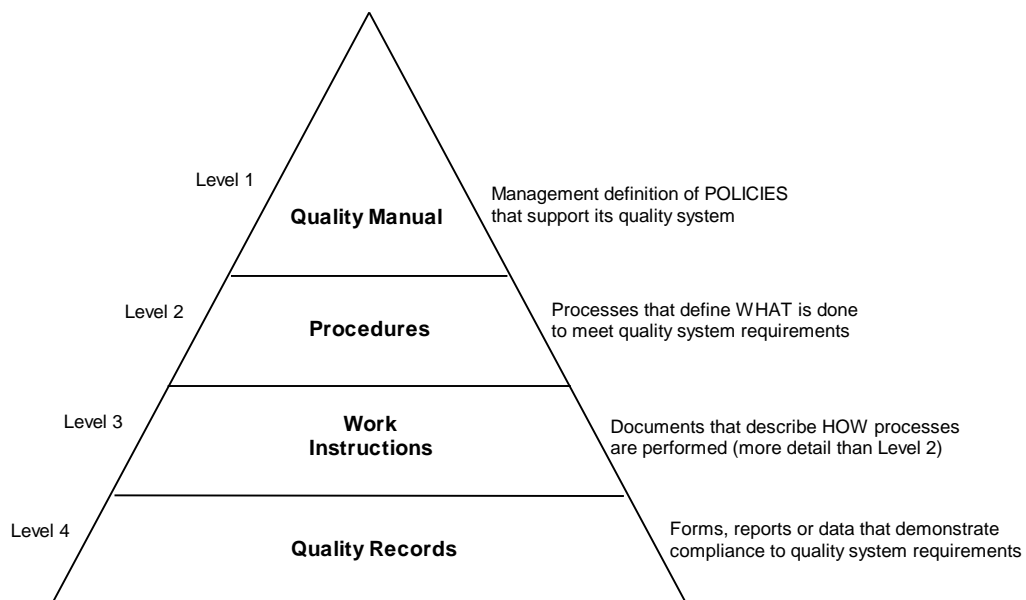 Level 1
Quality Manual
Management definition of POLICIES
that support its quality system
Level 2
Procedures
Processes that define WHAT is done
to meet quality system requirements
Level 3
Work
Instructions
Documents that describe HOW processes
are performed (more detail than Level 2)
Level 4
Quality Records
Forms, reports or data that demonstrate
compliance to quality system requirements